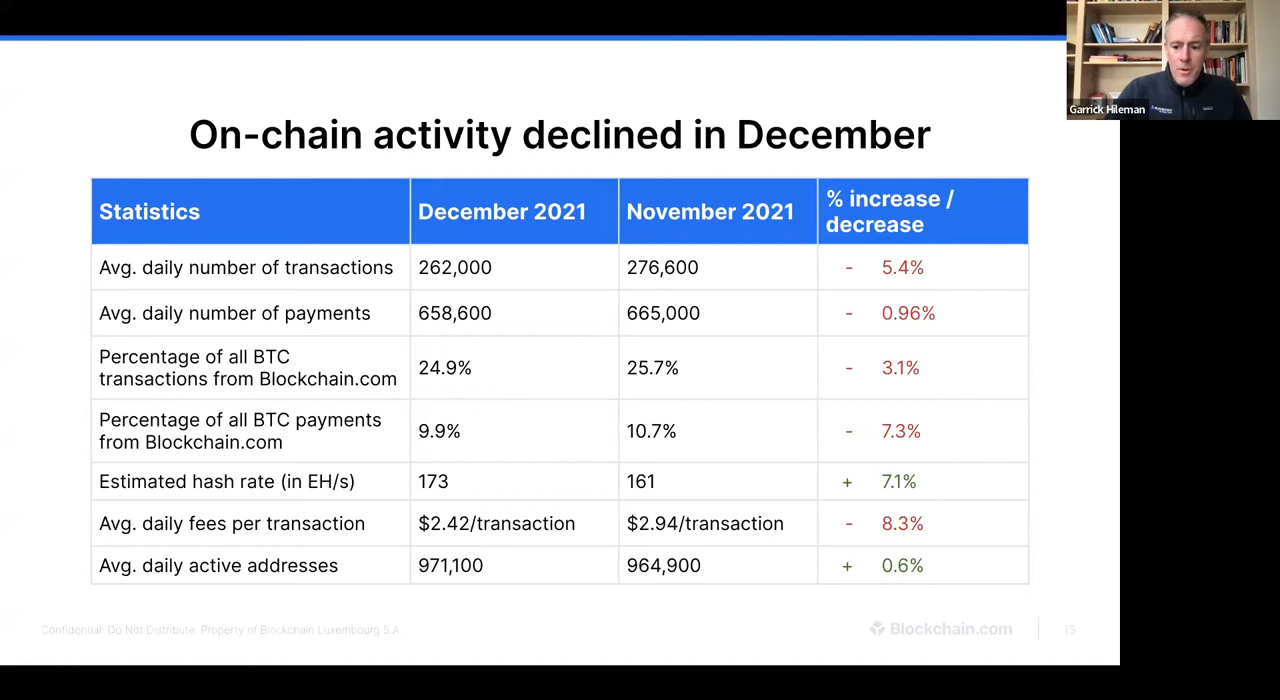 Garrick Hileman
On-chain activity declined in December
Statistics December 2021 November 2021 % increase /
decrease
Avg. daily number of transactions 262,000 276,600 - 5.4%
Avg. daily number of payments 658,600 665,000 - 0.96%
Percentage of all BTC
transactions from Blockchain.com 24.9% 25.7% - 3.1%
Percentage of all BTC payments
from Blockchain.com 9.9% 10.7% - 7.3%
Estimated hash rate (in EH/s) 173 161 + 7.1%
Avg. daily fees per transaction $2.42/transaction $2.94/transaction - 8.3%
Avg. daily active addresses 971,100 964,900 + 0.6%
Confidential: Do Not Distribute. Property of Blockchain Luxembourg S.A.
Blockchain.com 15